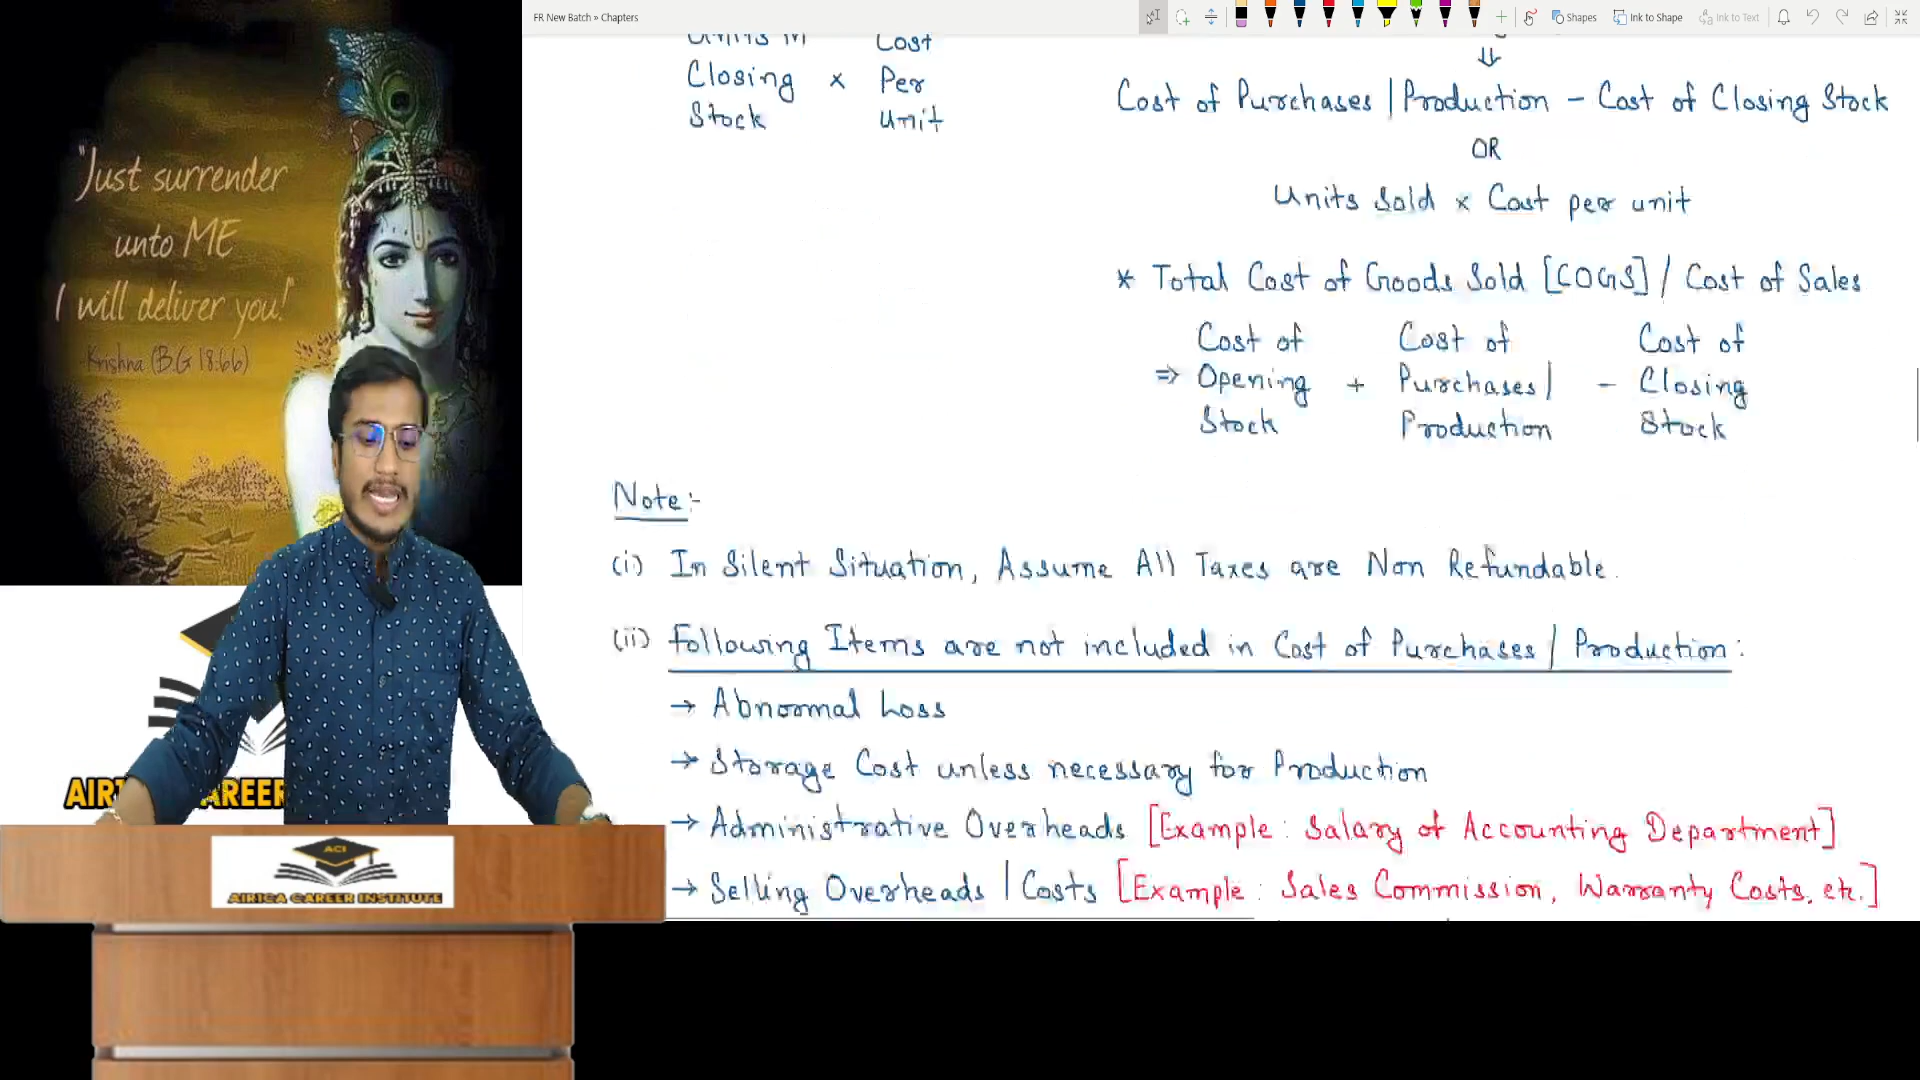 FR New Batch » Chapters
Shapes
Ink to Shape
Ink to Text
"Just surrender
unto ME
I will deliver you!"
-Krishna (B.G 18:66)
Units in Cost
Closing × Per
Stock Unit
Cost of Purchases | Production - Cost of Closing Stock
OR
Units Sold × Cost per unit
* Total Cost of Goods Sold [COGS] / Cost of Sales
Cost of Cost of Cost of
⇒ Opening + Purchases | - Closing
Stock Production Stock
Note:-
(i) In Silent Situation, Assume All Taxes are Non Refundable.
(ii) Following Items are not included in Cost of Purchases | Production:
→ Abnormal Loss
→ Storage Cost unless necessary for Production
→ Administrative Overheads [Example: Salary of Accounting Department]
→ Selling Overheads | Costs [Example: Sales Commission, Warranty Costs, etc.]
ACI
AIRICA CAREER INSTITUTE